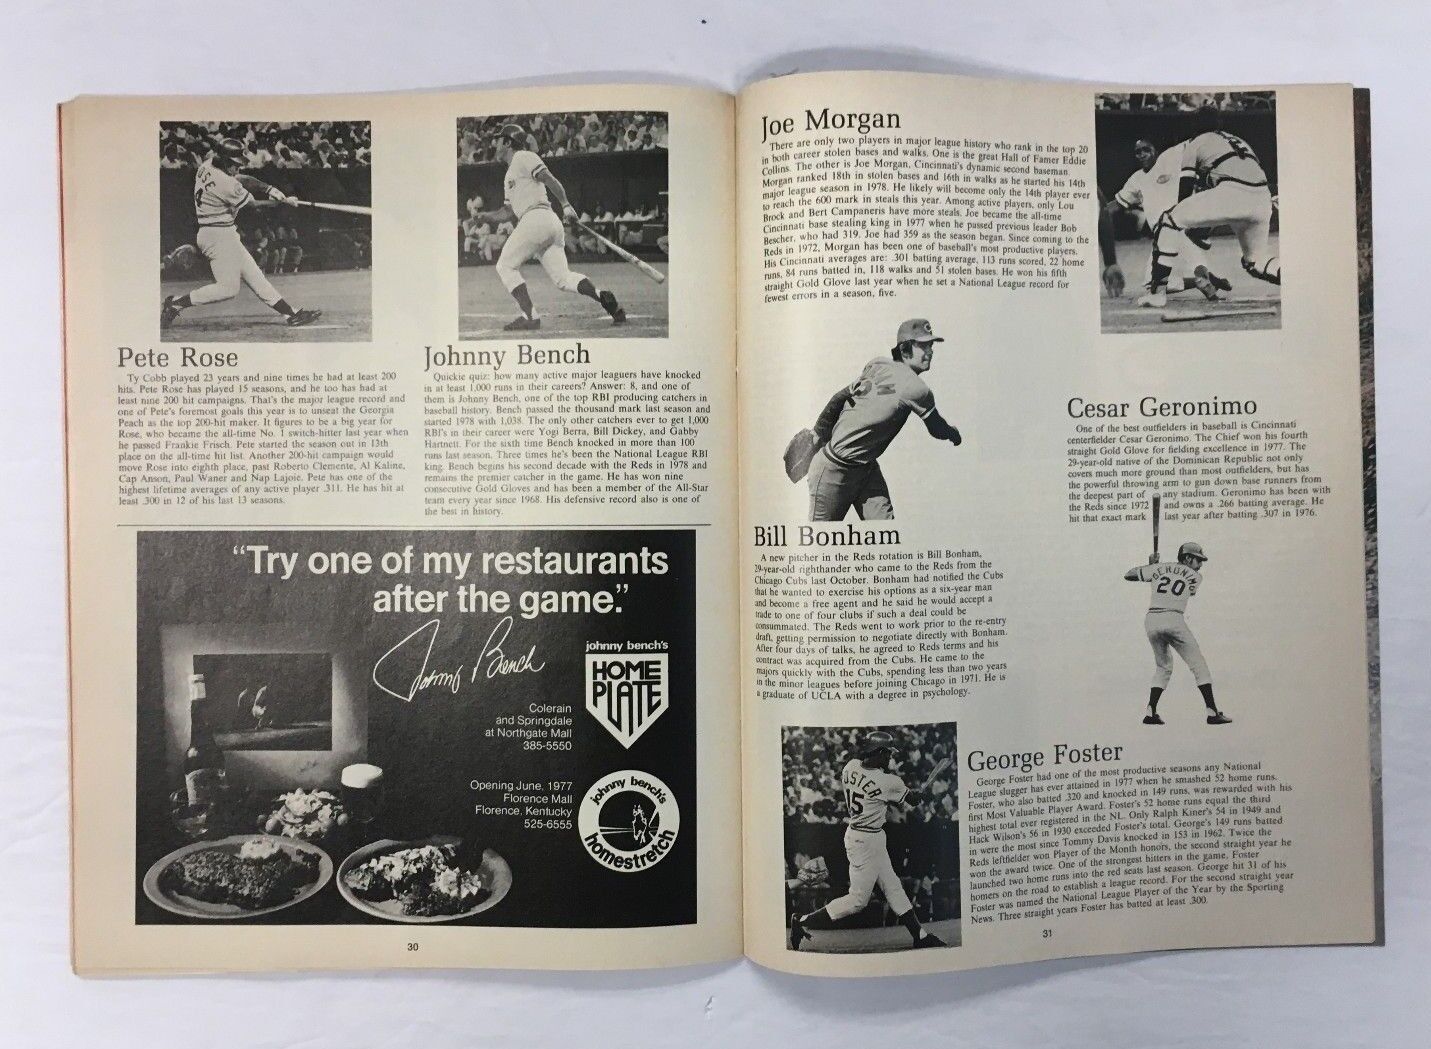 Pete Rose
Ty Cobb played 23 years and nine times he had at least 200
hits. Pete Rose has played 15 seasons, and he too has had at
least nine 200 hit campaigns. That's the major league record and
one of Pete's foremost goals this year is to unseat the Georgia
Peach as the top 200-hit maker. It figures to be a big year for
Rose, who became the all-time No. 1 switch-hitter last year when
he passed Frankie Frisch. Pete started the season out in 13th
place on the all-time hit list. Another 200-hit campaign would
move Rose into eighth place, past Roberto Clemente, Al Kaline,
Cap Anson, Paul Waner and Nap Lajoie. Pete has one of the
highest lifetime averages of any active player .311. He has hit at
least .300 in 12 of his last 13 seasons.
Johnny Bench
Quickie quiz: how many active major leaguers have knocked
in at least 1,000 runs in their careers? Answer: 8, and one of
them is Johnny Bench, one of the top RBI producing catchers in
baseball history. Bench passed the thousand mark last season and
started 1978 with 1,038. The only other catchers ever to get 1,000
RBI's in their career were Yogi Berra, Bill Dickey, and Gabby
Hartnett. For the sixth time Bench knocked in more than 100
runs last season. Three times he's been the National League RBI
king. Bench begins his second decade with the Reds in 1978 and
remains the premier catcher in the game. He has won nine
consecutive Gold Gloves and has been a member of the All-Star
team every year since 1968. His defensive record also is one of
the best in history.
"Try one of my restaurants
after the game."
Johnny Bench
johnny bench's
HOME
PLATE
Colerain
and Springdale
at Northgate Mall
385-5550
Opening June, 1977
Florence Mall
Florence, Kentucky
525-6555
johnny bench's
homestretch
30
Joe Morgan
There are only two players in major league history who rank in the top 20
in both career stolen bases and walks. One is the great Hall of Famer Eddie
Collins. The other is Joe Morgan, Cincinnati's dynamic second baseman.
Morgan ranked 18th in stolen bases and 16th in walks as he started his 14th
major league season in 1978. He likely will become only the 14th player ever
to reach the 600 mark in steals this year. Among active players, only Lou
Brock and Bert Campaneris have more steals. Joe became the all-time
Cincinnati base stealing king in 1977 when he passed previous leader Bob
Bescher, who had 319. Joe had 359 as the season began. Since coming to the
Reds in 1972, Morgan has been one of baseball's most productive players.
His Cincinnati averages are: .301 batting average, 113 runs scored, 22 home
runs, 84 runs batted in, 118 walks and 51 stolen bases. He won his fifth
straight Gold Glove last year when he set a National League record for
fewest errors in a season, five.
Bill Bonham
A new pitcher in the Reds rotation is Bill Bonham,
29-year-old righthander who came to the Reds from the
Chicago Cubs last October. Bonham had notified the Cubs
that he wanted to exercise his options as a six-year man
and become a free agent and he said he would accept a
trade to one of four clubs if such a deal could be
consummated. The Reds went to work prior to the re-entry
draft, getting permission to negotiate directly with Bonham.
After four days of talks, he agreed to Reds terms and his
contract was acquired from the Cubs. He came to the
majors quickly with the Cubs, spending less than two years
in the minor leagues before joining Chicago in 1971. He is
a graduate of UCLA with a degree in psychology.
Cesar Geronimo
One of the best outfielders in baseball is Cincinnati
centerfielder Cesar Geronimo. The Chief won his fourth
straight Gold Glove for fielding excellence in 1977. The
29-year-old native of the Dominican Republic not only
covers much more ground than most outfielders, but has
the powerful throwing arm to gun down base runners from
the deepest part of any stadium. Geronimo has been with
the Reds since 1972 and owns a .266 batting average. He
hit that exact mark last year after batting .307 in 1976.
GERONIMO
20
FOSTER
15
George Foster
George Foster had one of the most productive seasons any National
League slugger has ever attained in 1977 when he smashed 52 home runs.
Foster, who also batted .320 and knocked in 149 runs, was rewarded with his
first Most Valuable Player Award. Foster's 52 home runs equal the third
highest total ever registered in the NL. Only Ralph Kiner's 54 in 1949 and
Hack Wilson's 56 in 1930 exceeded Foster's total. George's 149 runs batted
in were the most since Tommy Davis knocked in 153 in 1962. Twice the
Reds leftfielder won Player of the Month honors, the second straight year he
won the award twice. One of the strongest hitters in the game, Foster
launched two home runs into the red seats last season. George hit 31 of his
homers on the road to establish a league record. For the second straight year
Foster was named the National League Player of the Year by the Sporting
News. Three straight years Foster has batted at least .300.
31